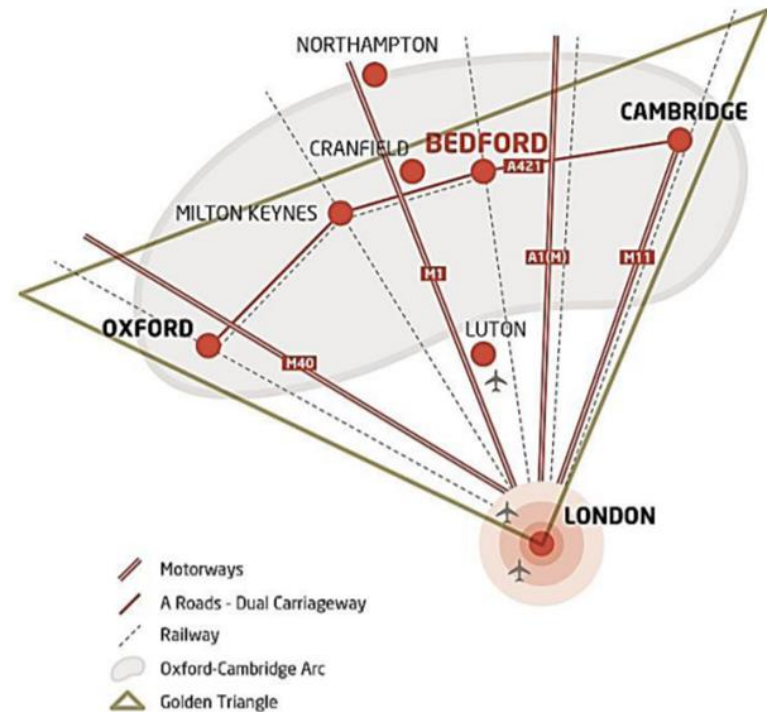 NORTHAMPTON
CAMBRIDGE
CRANFIELD
BEDFORD
A421
MILTON KEYNES
M1
A1(M)
M11
OXFORD
LUTON
M40
LONDON
Motorways
A Roads - Dual Carriageway
Railway
Oxford-Cambridge Arc
Golden Triangle